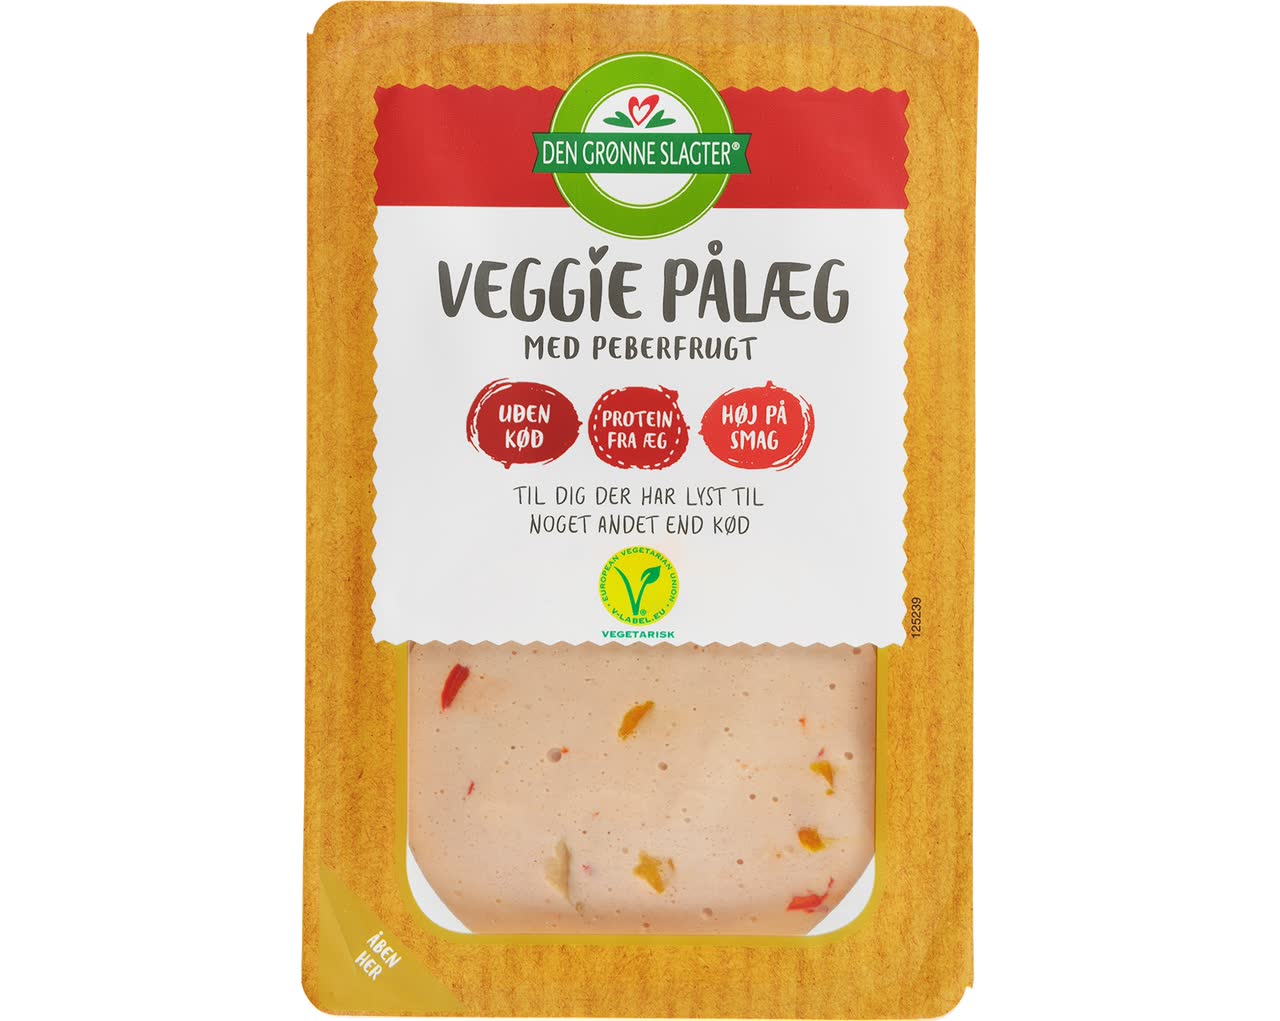 DEN GRØNNE SLAGTER®
VEGGIE PÅLÆG
MED PEBERFRUGT
UDEN
KØD
PROTEIN
FRA ÆG
HØJ PÅ
SMAG
TIL DIG DER HAR LYST TIL
NOGET ANDET END KØD
EUROPEAN VEGETARIAN UNION
V-LABEL.EU
VEGETARISK
125239
ÅBEN
HER